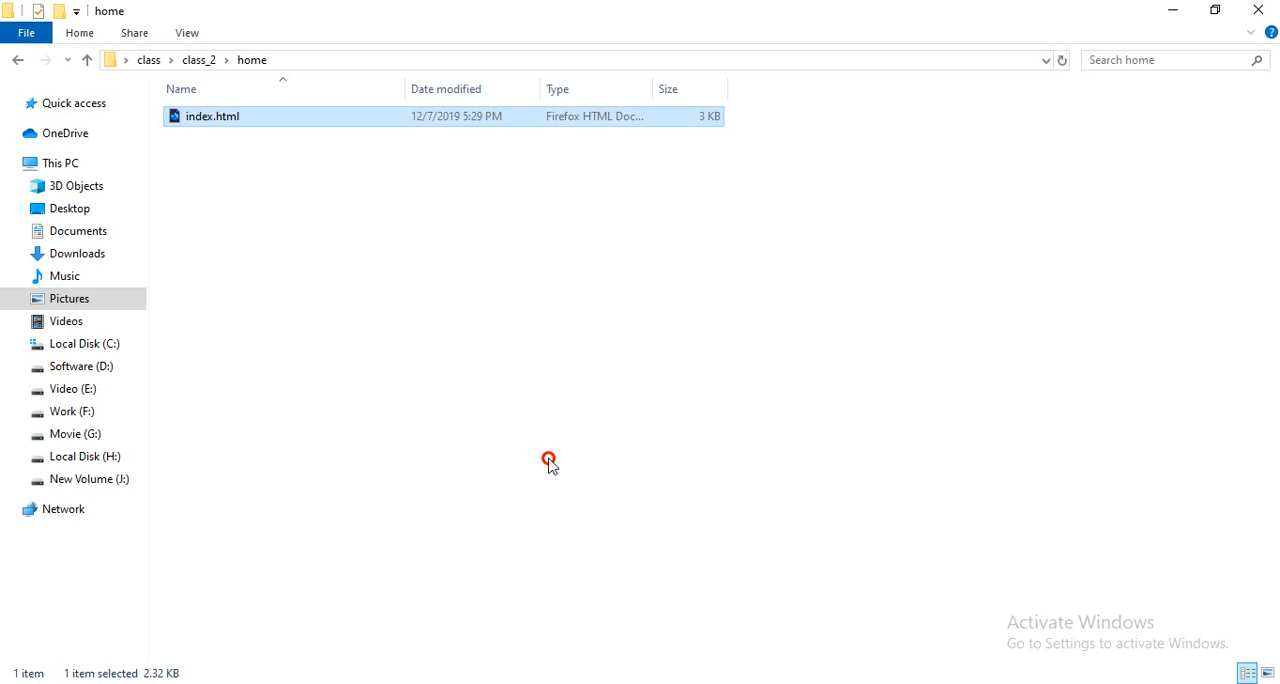 home
File Home Share View
class class_2 home Search home
Name Date modified Type Size
index.html 12/7/2019 5:29 PM Firefox HTML Doc... 3 KB
Quick access
OneDrive
This PC
3D Objects
Desktop
Documents
Downloads
Music
Pictures
Videos
Local Disk (C:)
Software (D:)
Video (E:)
Work (F:)
Movie (G:)
Local Disk (H:)
New Volume (J:)
Network
Activate Windows
Go to Settings to activate Windows.
1 item 1 item selected 2.32 KB